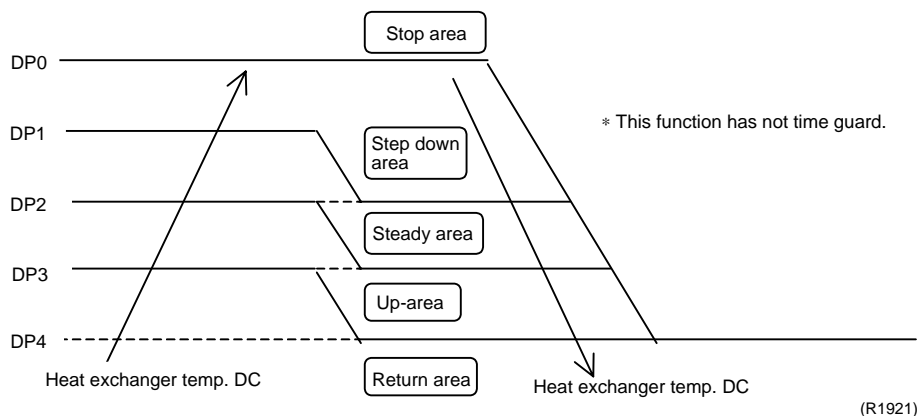 Stop area
DP0
DP1
∗ This function has not time guard.
Step down
area
DP2
Steady area
DP3
Up-area
DP4
Heat exchanger temp. DC
Return area
Heat exchanger temp. DC
(R1921)